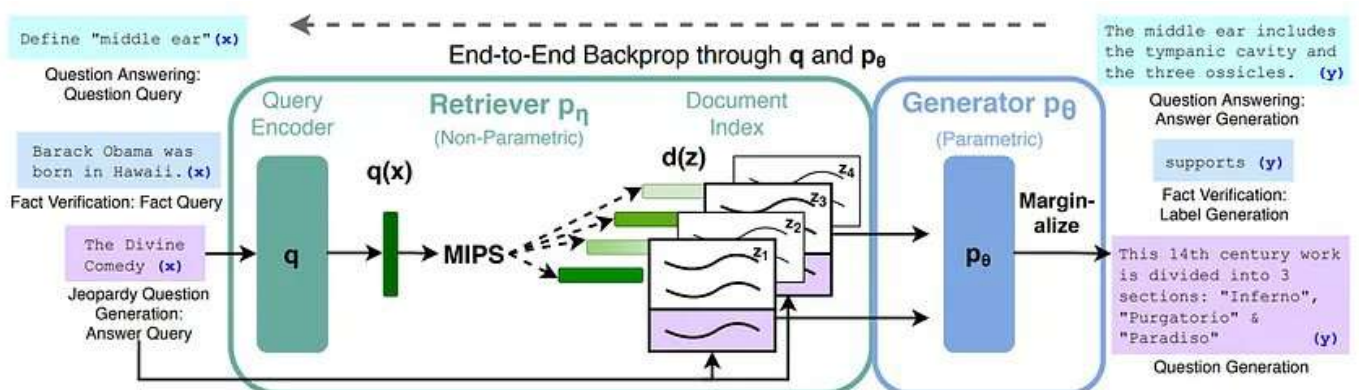 Define "middle ear" (x)
Question Answering:
Question Query
Barack Obama was
born in Hawaii. (x)
Fact Verification: Fact Query
The Divine
Comedy (x)
Jeopardy Question
Generation:
Answer Query
End-to-End Backprop through q and pθ
Query
Encoder
Retriever pη
(Non-Parametric)
Document
Index
q
q(x)
MIPS
d(z)
z4
z3
z2
z1
Generator pθ
(Parametric)
pθ
Margin-
alize
The middle ear includes
the tympanic cavity and
the three ossicles. (y)
Question Answering:
Answer Generation
supports (y)
Fact Verification:
Label Generation
This 14th century work
is divided into 3
sections: "Inferno",
"Purgatorio" &
"Paradiso" (y)
Question Generation